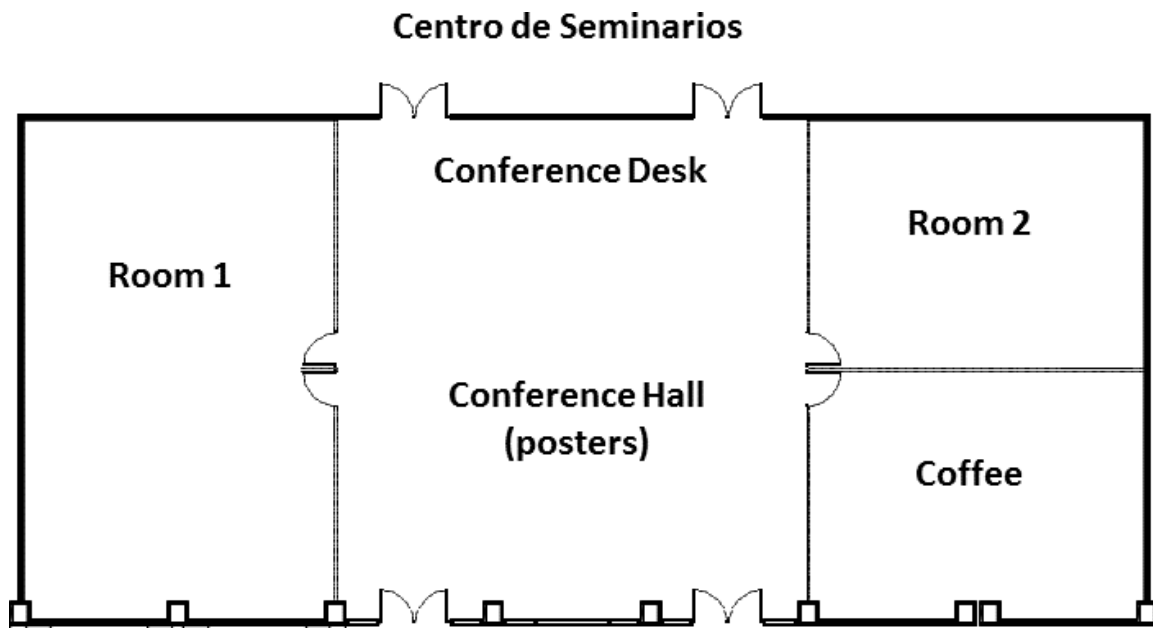 Centro de Seminarios
Conference Desk
Room 2
Room 1
Conference Hall
(posters)
Coffee